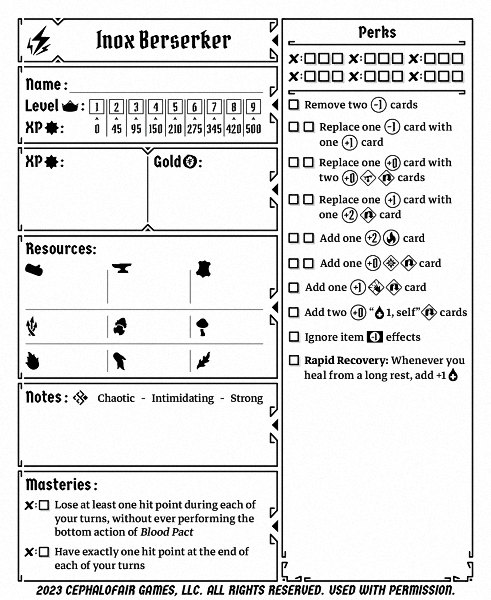 Inox Berserker
Name:
Level :
1 2 3 4 5 6 7 8 9
XP :
0 45 95 150 210 275 345 420 500
XP :
Gold :
Resources:
Notes: Chaotic - Intimidating - Strong
Masteries:
Lose at least one hit point during each of
your turns, without ever performing the
bottom action of Blood Pact
Have exactly one hit point at the end of
each of your turns
Perks
Remove two -1 cards
Replace one -1 card with
one +1 card
Replace one +0 card with
two +0 cards
Replace one +1 card with
one +2 card
Add one +2 card
Add one +0 card
Add one +1 card
Add two +0 “ 1, self” cards
Ignore item -1 effects
Rapid Recovery: Whenever you
heal from a long rest, add +1
2023 CEPHALOFAIR GAMES, LLC. ALL RIGHTS RESERVED. USED WITH PERMISSION.